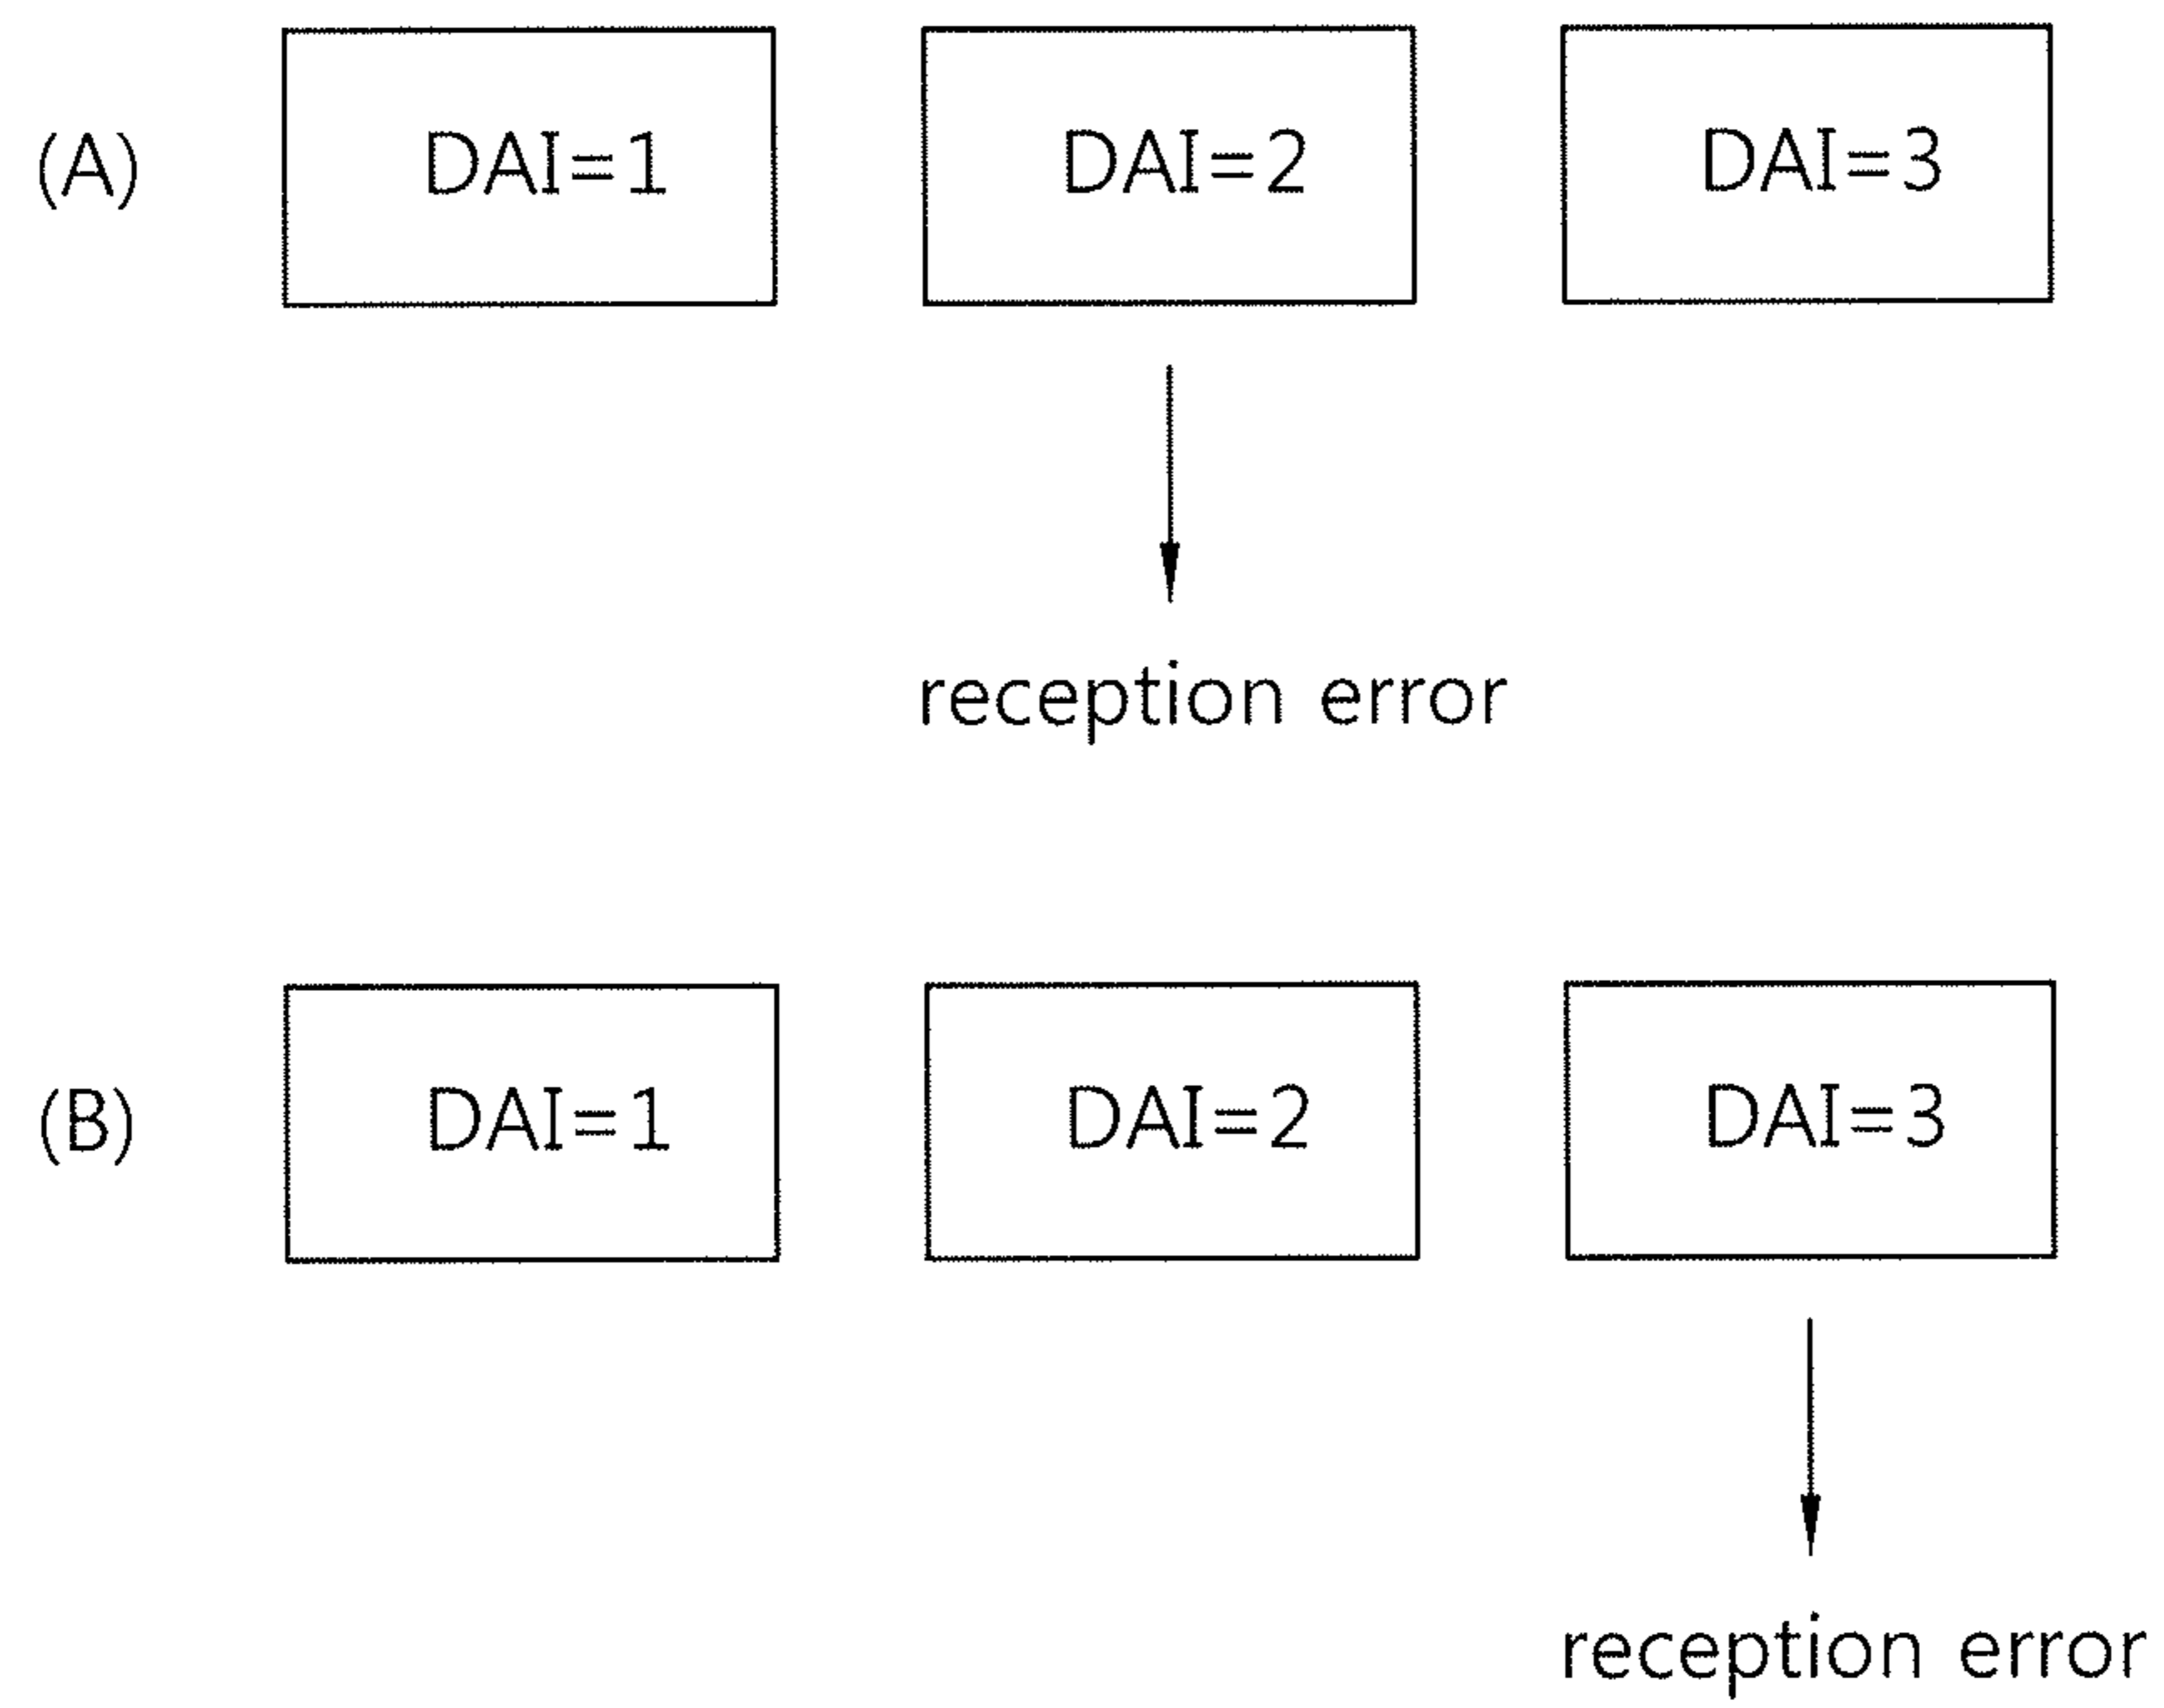 (A) DAI=1 DAI=2 DAI=3
reception error
(B) DAI=1 DAI=2 DAI=3
reception error